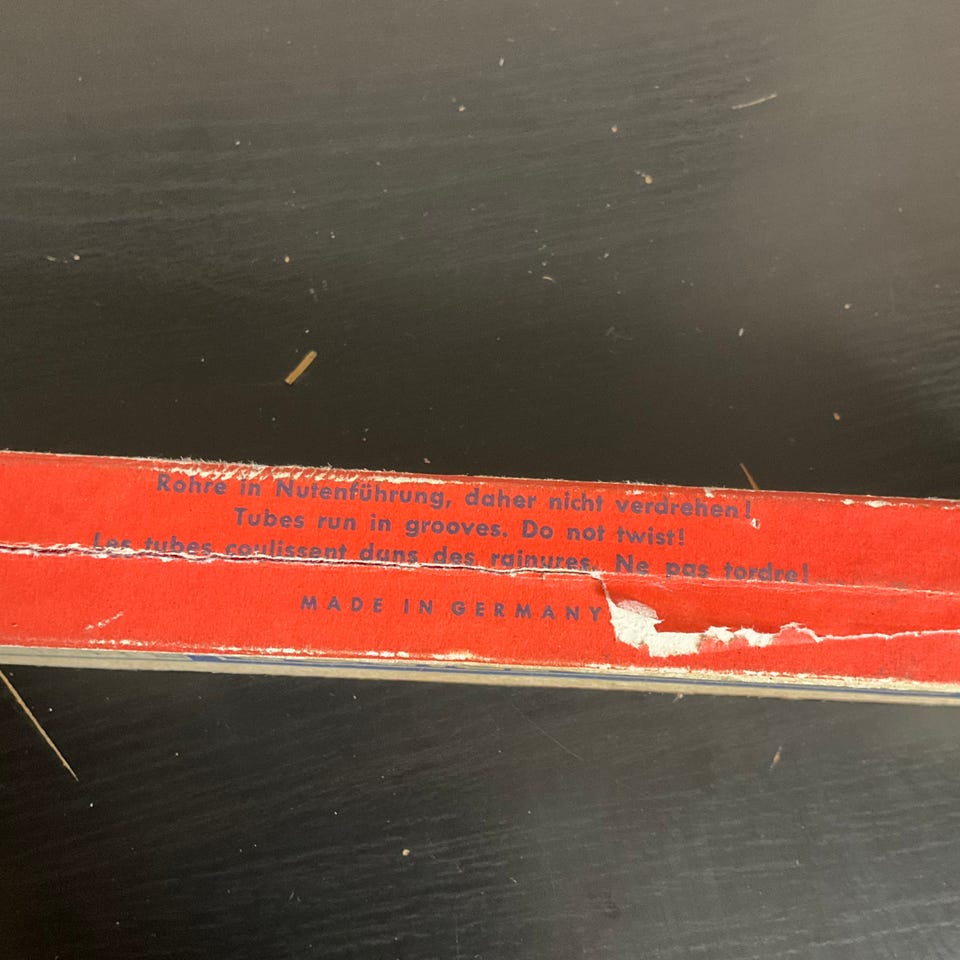 Rohre in Nutenführung, daher nicht verdrehen!
Tubes run in grooves. Do not twist!
Les tubes coulissent dans des rainures. Ne pas tordre!
MADE IN GERMANY